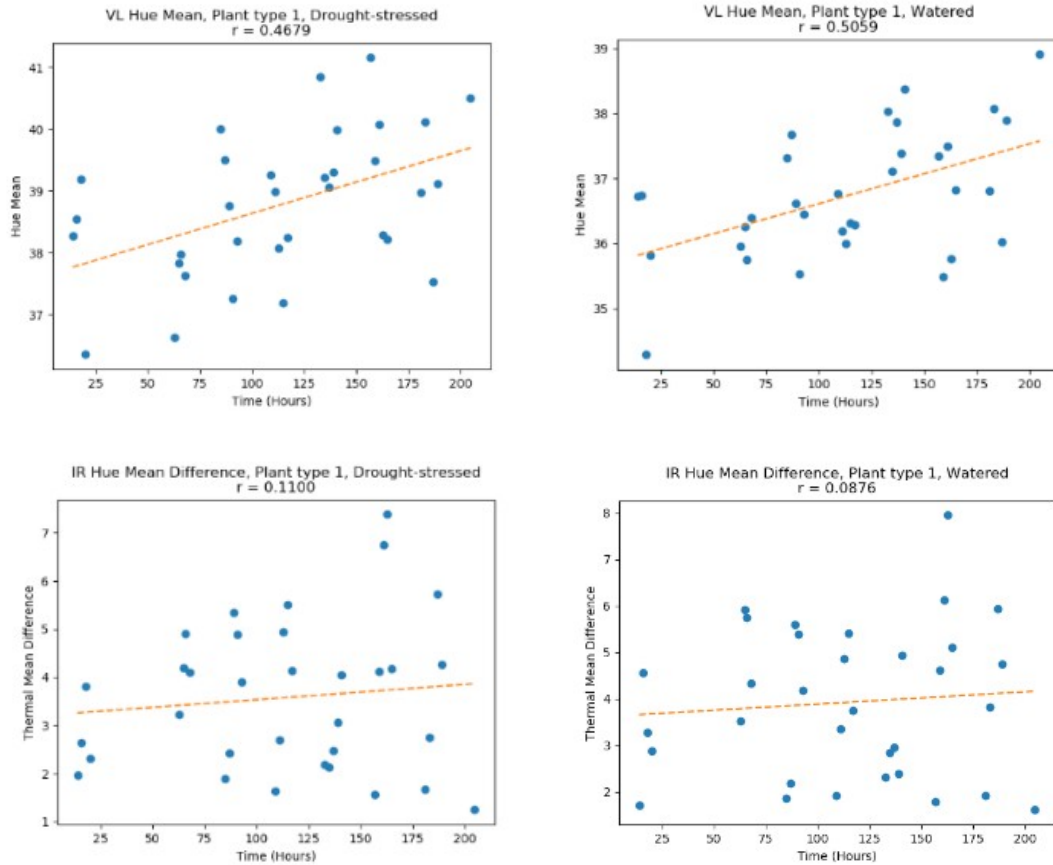 VL Hue Mean, Plant type 1, Drought-stressed
r = 0.4679
Hue Mean
41
40
39
38
37
25 50 75 100 125 150 175 200
Time (Hours)
VL Hue Mean, Plant type 1, Watered
r = 0.5059
Hue Mean
39
38
37
36
35
25 50 75 100 125 150 175 200
Time (Hours)
IR Hue Mean Difference, Plant type 1, Drought-stressed
r = 0.1100
Thermal Mean Difference
7
6
5
4
3
2
1
25 50 75 100 125 150 175 200
Time (Hours)
IR Hue Mean Difference, Plant type 1, Watered
r = 0.0876
Thermal Mean Difference
8
7
6
5
4
3
2
25 50 75 100 125 150 175 200
Time (Hours)